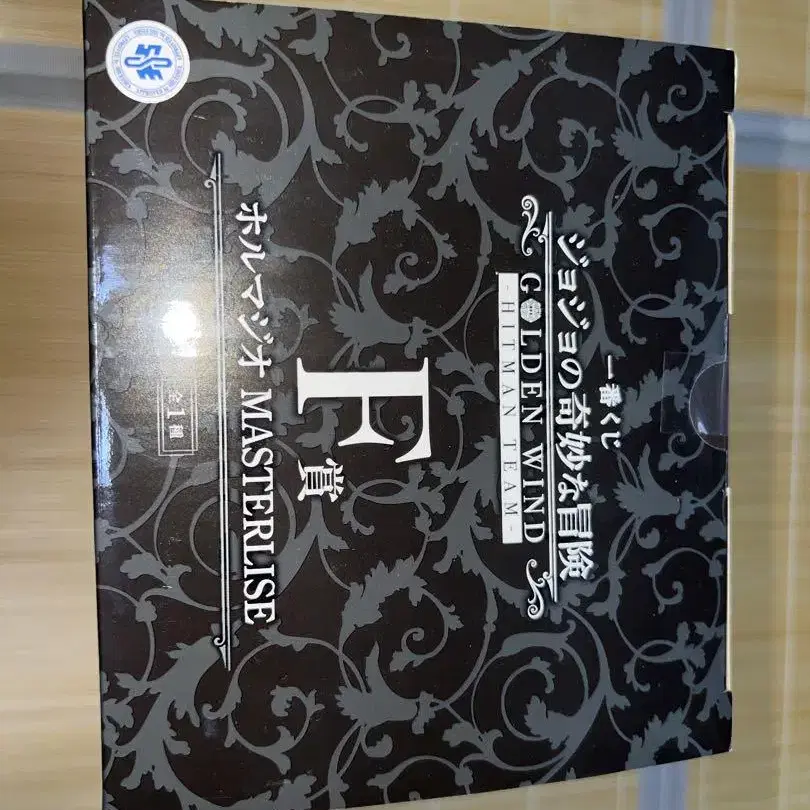 一番くじ
ジョジョの奇妙な冒険
GOLDEN WIND
-HITMAN TEAM-
F賞
ホルマジオ MASTERLISE
全1種